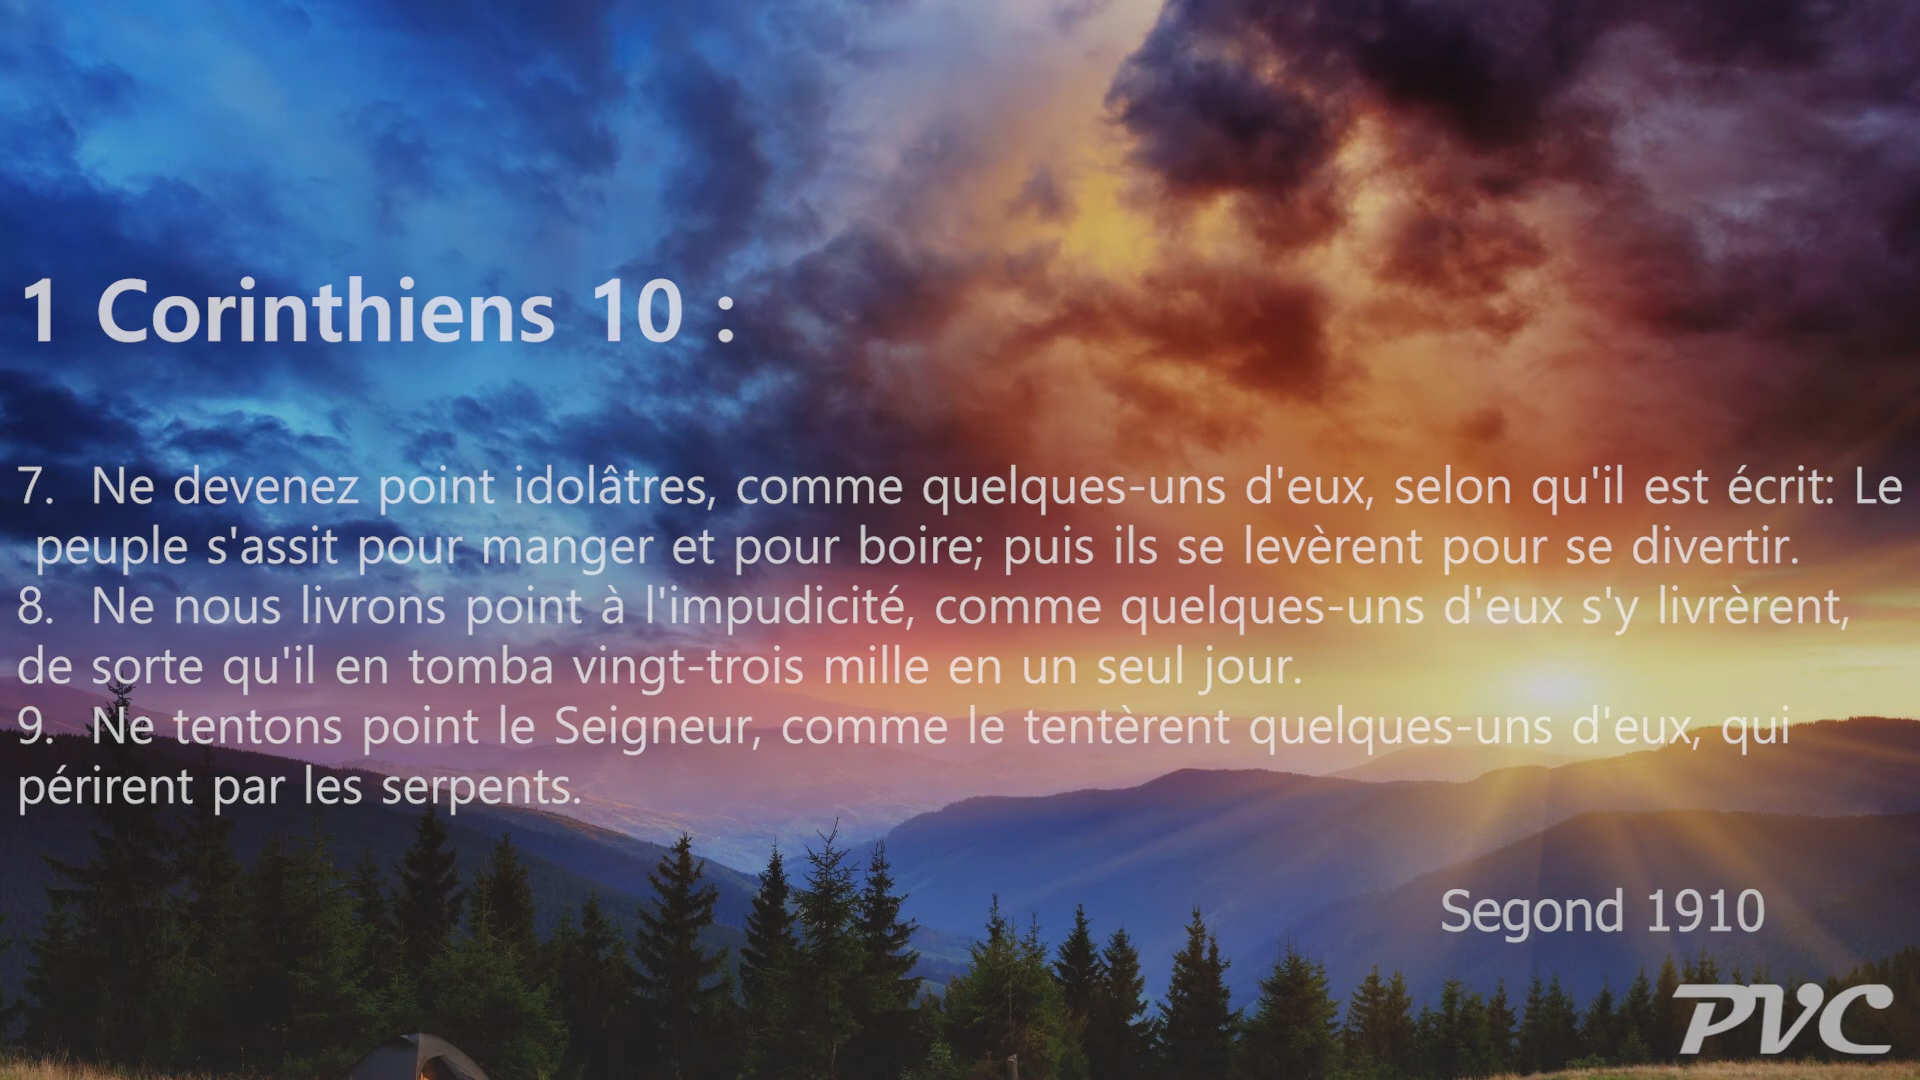 1 Corinthiens 10 :
7. Ne devenez point idolâtres, comme quelques-uns d'eux, selon qu'il est écrit: Le
peuple s'assit pour manger et pour boire; puis ils se levèrent pour se divertir.
8. Ne nous livrons point à l'impudicité, comme quelques-uns d'eux s'y livrèrent,
de sorte qu'il en tomba vingt-trois mille en un seul jour.
9. Ne tentons point le Seigneur, comme le tentèrent quelques-uns d'eux, qui
périrent par les serpents.
Segond 1910
PVC